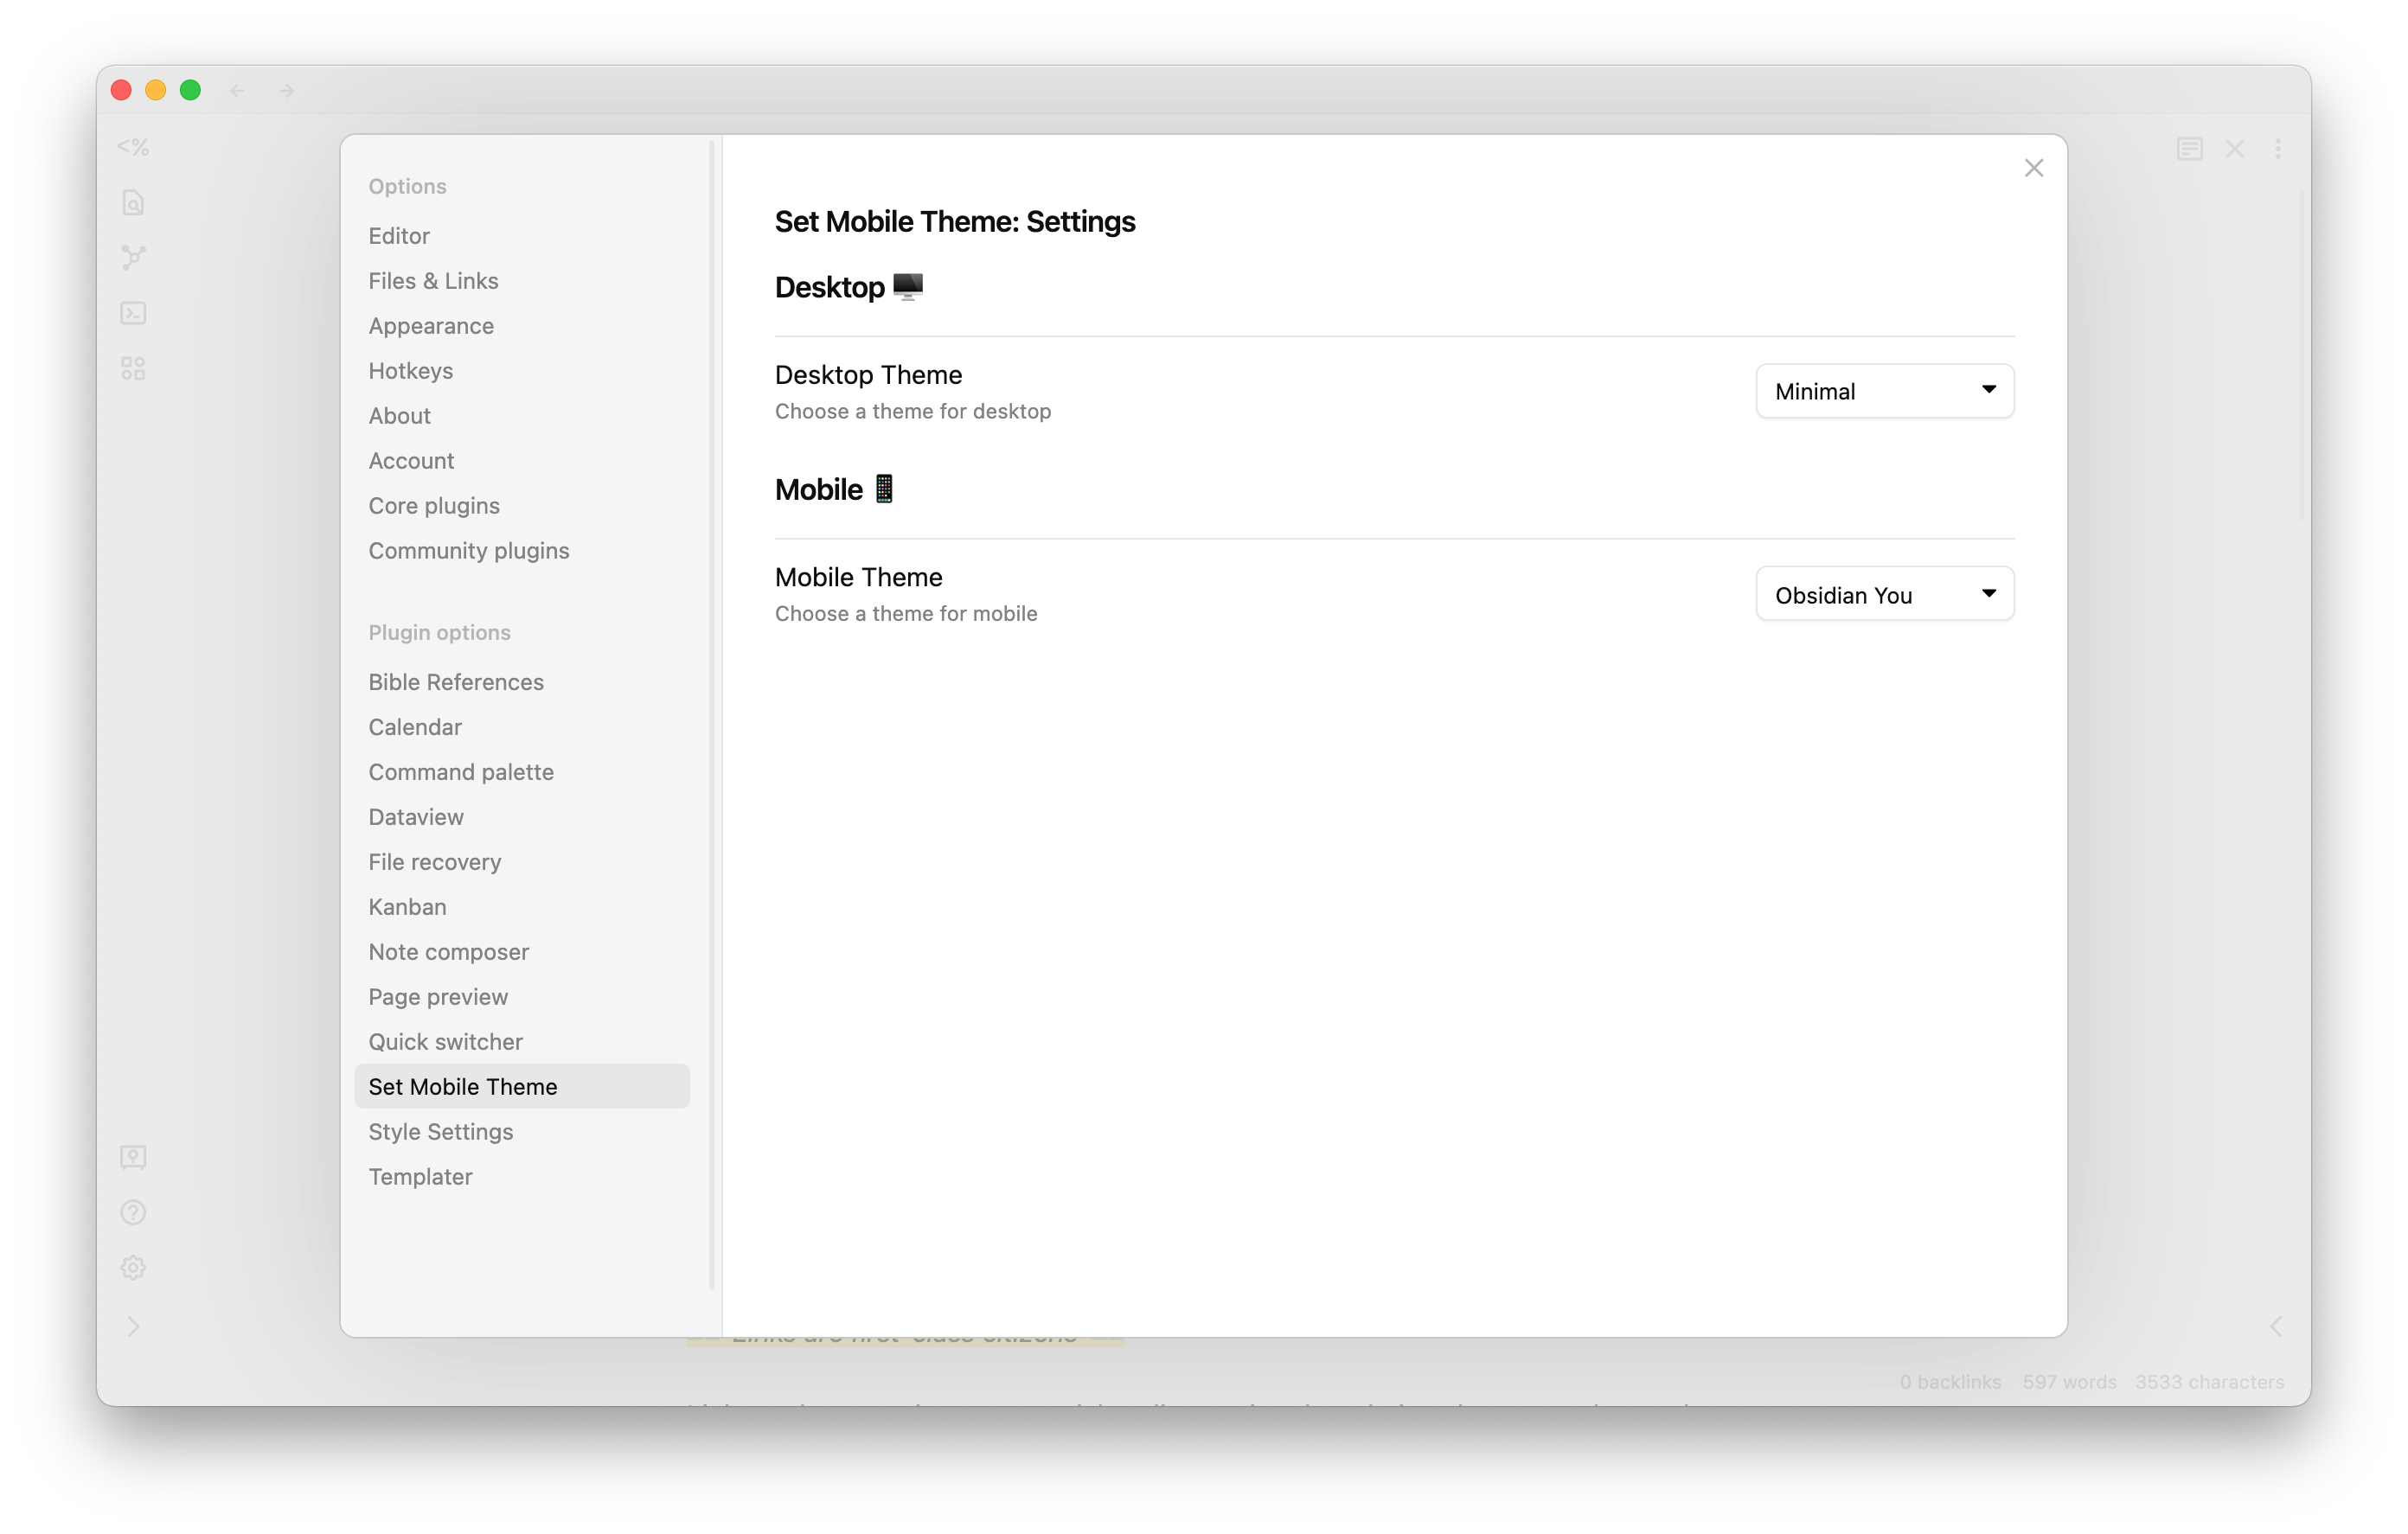 <%
Options
Editor
Files & Links
Appearance
Hotkeys
About
Account
Core plugins
Community plugins
Plugin options
Bible References
Calendar
Command palette
Dataview
File recovery
Kanban
Note composer
Page preview
Quick switcher
Set Mobile Theme
Style Settings
Templater
Set Mobile Theme: Settings
Desktop 🖥️
Desktop Theme
Choose a theme for desktop
Minimal
Mobile 📱
Mobile Theme
Choose a theme for mobile
Obsidian You
Links are first-class citizens
0 backlinks 597 words 3533 characters